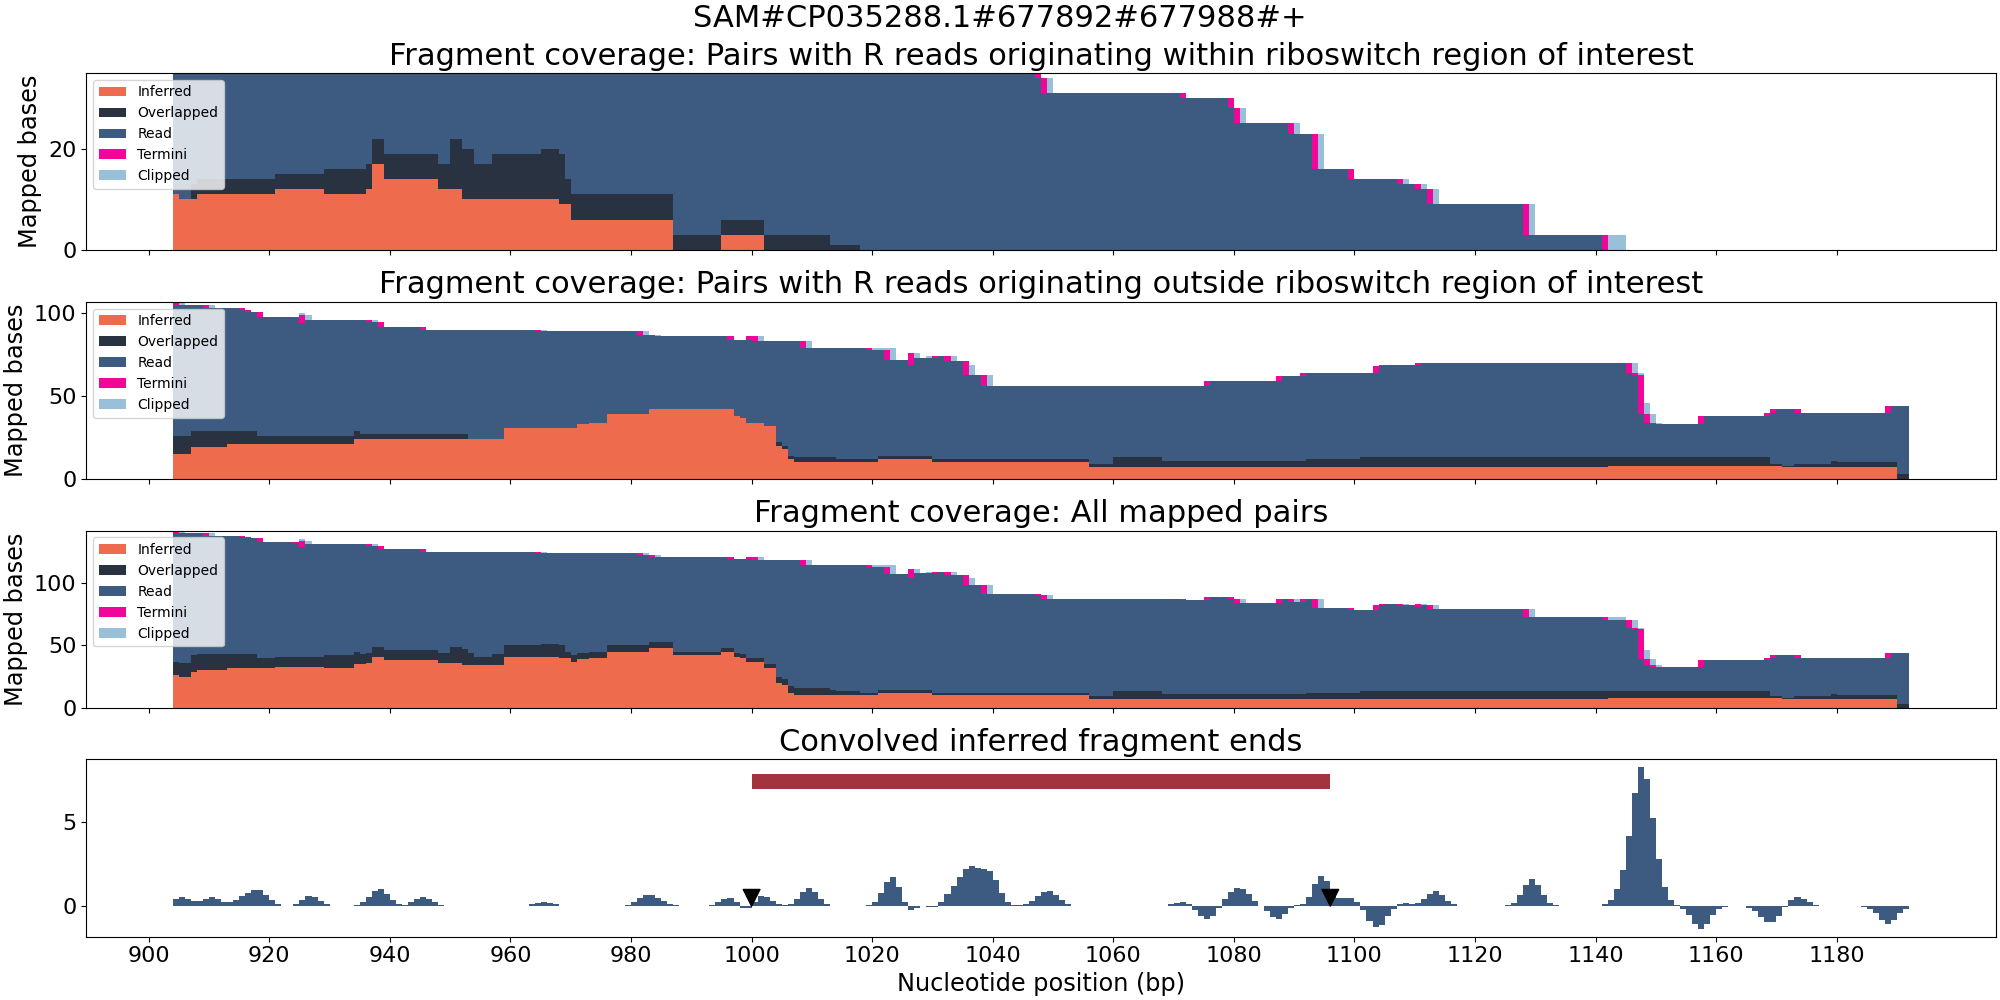 SAM#CP035288.1#677892#677988#+
Fragment coverage: Pairs with R reads originating within riboswitch region of interest
Mapped bases
20
0
Inferred
Overlapped
Read
Termini
Clipped
Fragment coverage: Pairs with R reads originating outside riboswitch region of interest
Mapped bases
100
50
0
Inferred
Overlapped
Read
Termini
Clipped
Fragment coverage: All mapped pairs
Mapped bases
100
50
0
Inferred
Overlapped
Read
Termini
Clipped
Convolved inferred fragment ends
5
0
900 920 940 960 980 1000 1020 1040 1060 1080 1100 1120 1140 1160 1180
Nucleotide position (bp)